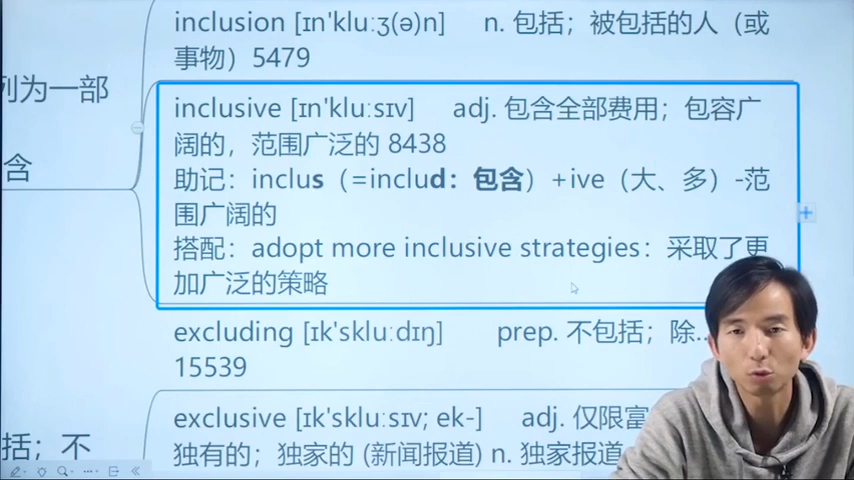 inclusion [ɪn'kluːʒ(ə)n] n. 包括；被包括的人（或
事物）5479
列为一部
inclusive [ɪn'kluːsɪv] adj. 包含全部费用；包容广
阔的，范围广泛的 8438
含
助记：inclus（=includ：包含）+ive（大、多）-范
围广阔的
搭配：adopt more inclusive strategies：采取了更
加广泛的策略
excluding [ɪk'skluːdɪŋ] prep. 不包括；除...
15539
exclusive [ɪk'skluːsɪv; ek-] adj. 仅限富
括；不
独有的；独家的 (新闻报道) n. 独家报道